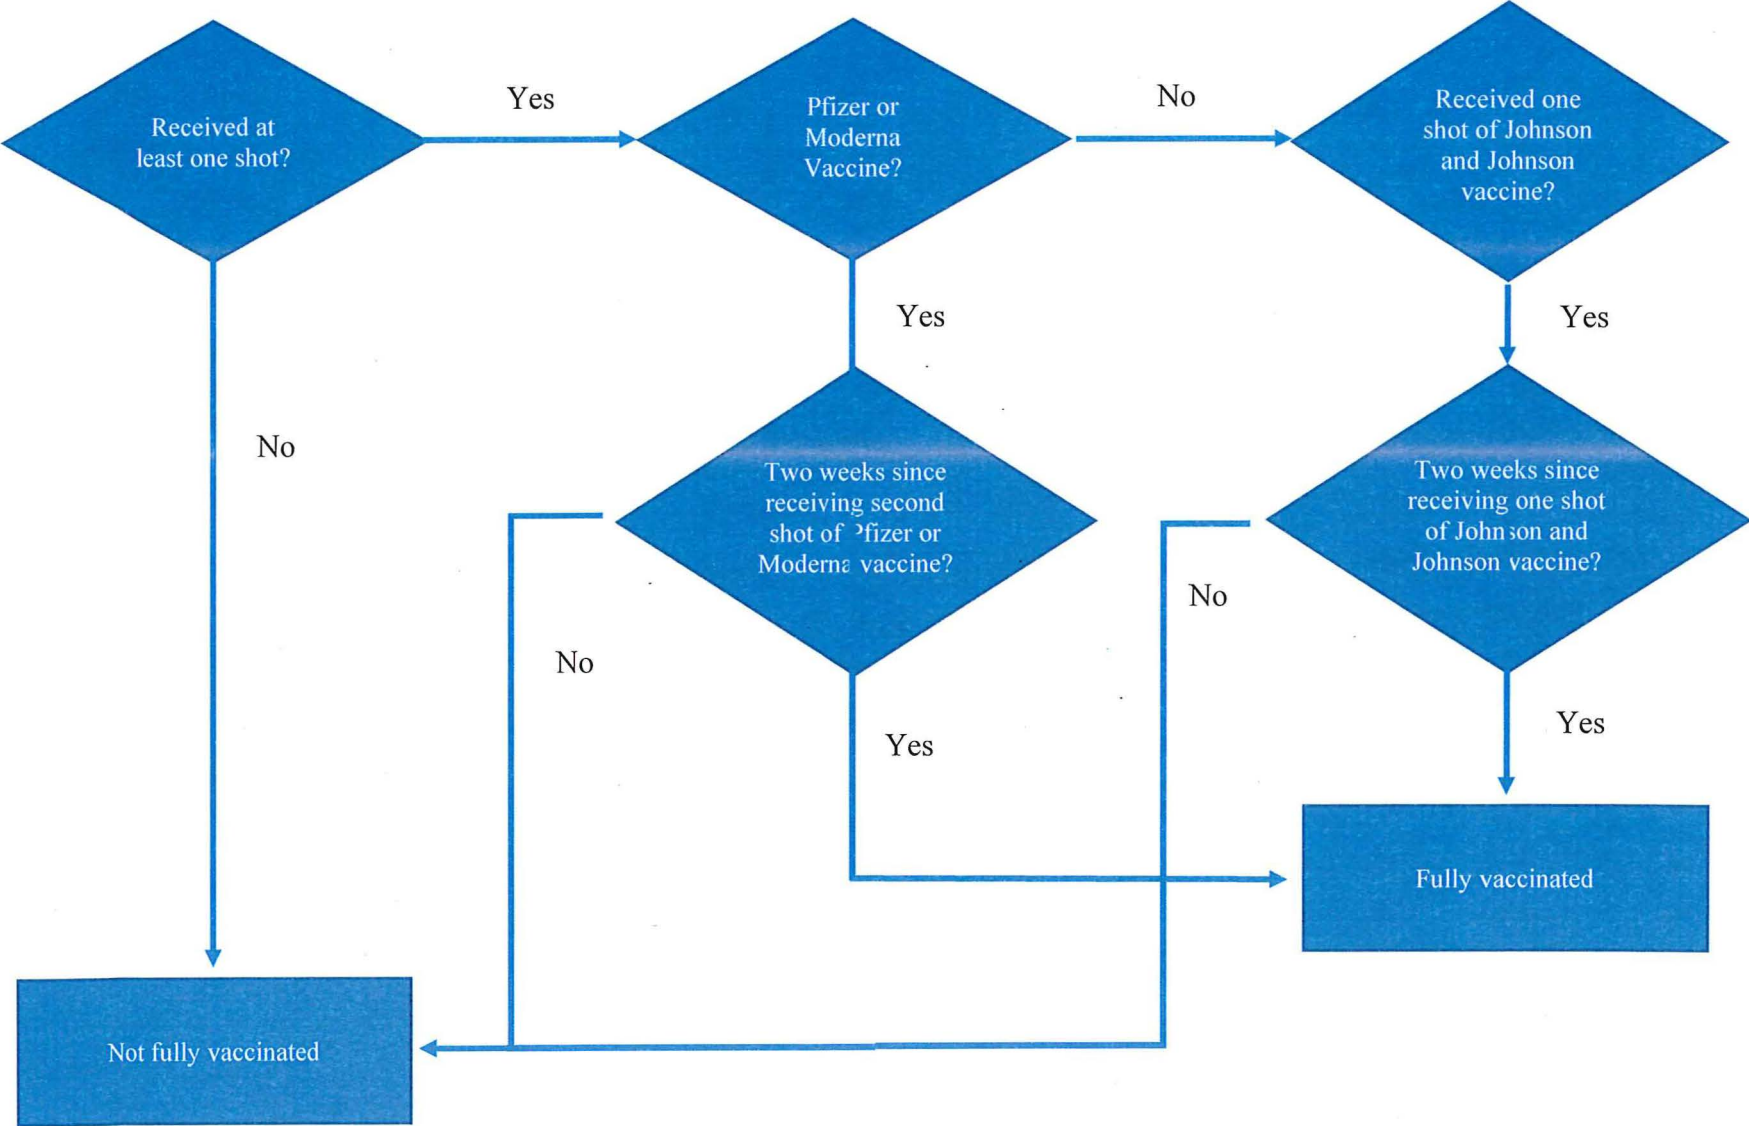 Received at
least one shot?
Yes
Pfizer or
Moderna
Vaccine?
No
Received one
shot of Johnson
and Johnson
vaccine?
Yes
Yes
No
Two weeks since
receiving second
shot of Pfizer or
Moderna vaccine?
Two weeks since
receiving one shot
of Johnson and
Johnson vaccine?
No
No
Yes
Yes
Fully vaccinated
Not fully vaccinated